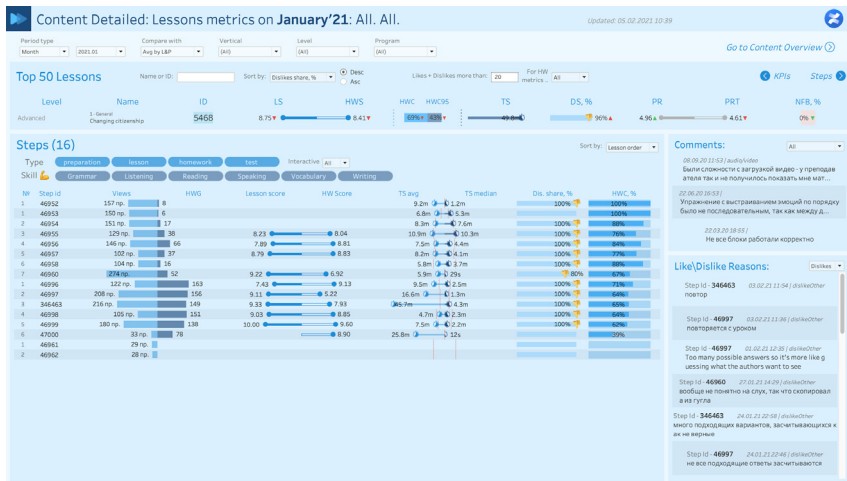 Content Detailed: Lessons metrics on January'21: All. All.
Updated: 05.02.2021 10:39
Period type
Compare with
Vertical
Level
Program
Month
2021.01
Avg by L&P
(All)
(All)
(All)
Go to Content Overview
Top 50 Lessons
Name or ID:
Sort by: Dislikes share, %
Desc
Asc
Likes + Dislikes more than: 20
For HW metrics
All
KPIs
Steps
Level Name ID LS HWS HWC HWC95 TS DS, % PR PRT NFB, %
Advanced
1 - General
Changing citizenship
5468 8.75 8.41 69% 43% 49.8m 96% 4.96 4.61 0%
Steps (16)
Sort by: Lesson order
Type preparation lesson homework test Interactive All
Skill Grammar Listening Reading Speaking Vocabulary Writing
№ Step id Views HWG Lesson score HW Score TS avg TS median Dis. share, % HWC, %
1 46952 157 пр. 8 9.2m 1.2m 100% 100%
1 46953 150 пр. 6 6.8m 5.3m 100% 100%
2 46954 151 пр. 17 8.3m 7.6m 100% 88%
3 46955 129 пр. 38 8.23 8.04 10.9m 10.3m 100% 76%
4 46956 146 пр. 66 7.89 8.81 7.5m 4.4m 100% 84%
5 46957 102 пр. 37 8.79 8.83 8.2m 4.1m 100% 77%
6 46958 104 пр. 16 5.8m 3.7m 100% 88%
7 46960 274 пр. 52 9.22 6.92 5.9m 29s 80% 67%
1 46996 122 пр. 163 7.43 9.13 9.5m 2.5m 100% 71%
2 46997 208 пр. 156 9.11 5.22 16.6m 1.3m 100% 64%
3 346463 216 пр. 149 9.33 7.93 45.7m 4.3m 100% 65%
4 46998 105 пр. 151 9.03 8.85 4.7m 2.3m 100% 64%
5 46999 180 пр. 138 10.00 9.60 7.5m 2.2m 100% 62%
6 47000 33 пр. 78 8.90 25.8m 12s 39%
1 46961 29 пр.
2 46962 28 пр.
Comments:
All
08.09.20 11:53 | audio/video
Были сложности с загрузкой видео - у преподав
ателя так и не получилось показать мне мат...
22.06.20 16:53 |
Упражнение с выстраиванием эмоций по порядку
было не последовательным, так как между д...
22.03.20 18:55 |
Не все блоки работали корректно
Like\Dislike Reasons:
Dislikes
Step Id - 346463 03.02.21 11:54 | dislikeOther
повтор
Step Id - 46997 03.02.21 11:36 | dislikeOther
повторяется с уроком
Step Id - 46997 01.02.21 12:35 | dislikeOther
Too many possible answers so it's more like g
uessing what the authors want to see
Step Id - 46960 27.01.21 14:29 | dislikeOther
вообще не понятно на слух, так что скопировал
а из гугла
Step Id - 346463 24.01.21 22:58 | dislikeOther
много подходящих вариантов, засчитывающихся к
ак не верные
Step Id - 46997 24.01.21 22:46 | dislikeOther
не все подходящие ответы засчитываются